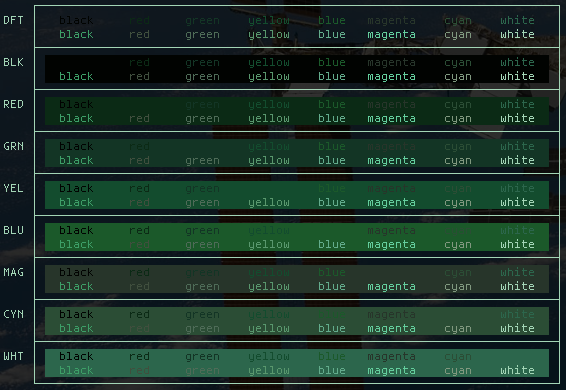 DFT black red green yellow blue magenta cyan white
black red green yellow blue magenta cyan white
BLK red green yellow blue magenta cyan white
black red green yellow blue magenta cyan white
RED black green yellow blue magenta cyan white
black red green yellow blue magenta cyan white
GRN black red yellow blue magenta cyan white
black red green yellow blue magenta cyan white
YEL black red green blue magenta cyan white
black red green yellow blue magenta cyan white
BLU black red green yellow magenta white
black red green yellow blue magenta cyan white
MAG black red green yellow blue cyan white
black red green yellow blue magenta cyan white
CYN black red green yellow blue magenta white
black red green yellow blue magenta cyan white
WHT black red green yellow blue magenta cyan
black red green yellow blue magenta cyan white